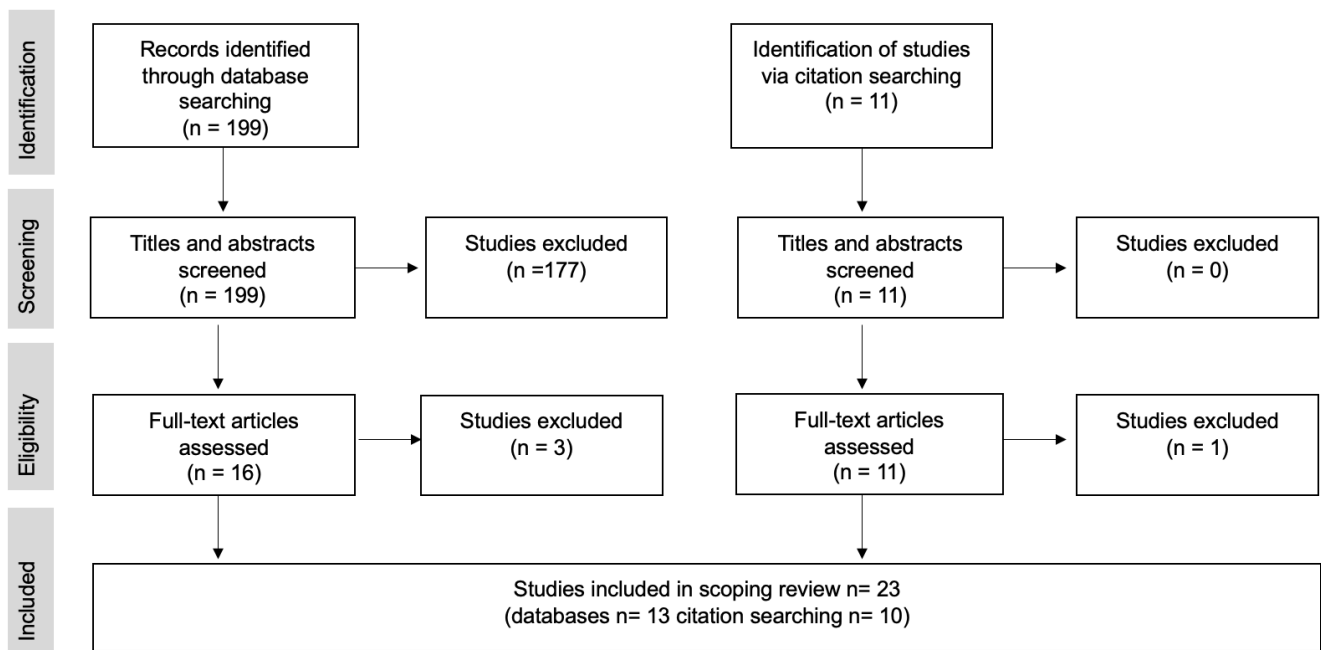 Identification
Records identified
through database
searching
(n = 199)
Identification of studies
via citation searching
(n = 11)
Screening
Titles and abstracts
screened
(n = 199)
Studies excluded
(n =177)
Titles and abstracts
screened
(n = 11)
Studies excluded
(n = 0)
Eligibility
Full-text articles
assessed
(n = 16)
Studies excluded
(n = 3)
Full-text articles
assessed
(n = 11)
Studies excluded
(n = 1)
Included
Studies included in scoping review n= 23
(databases n= 13 citation searching n= 10)